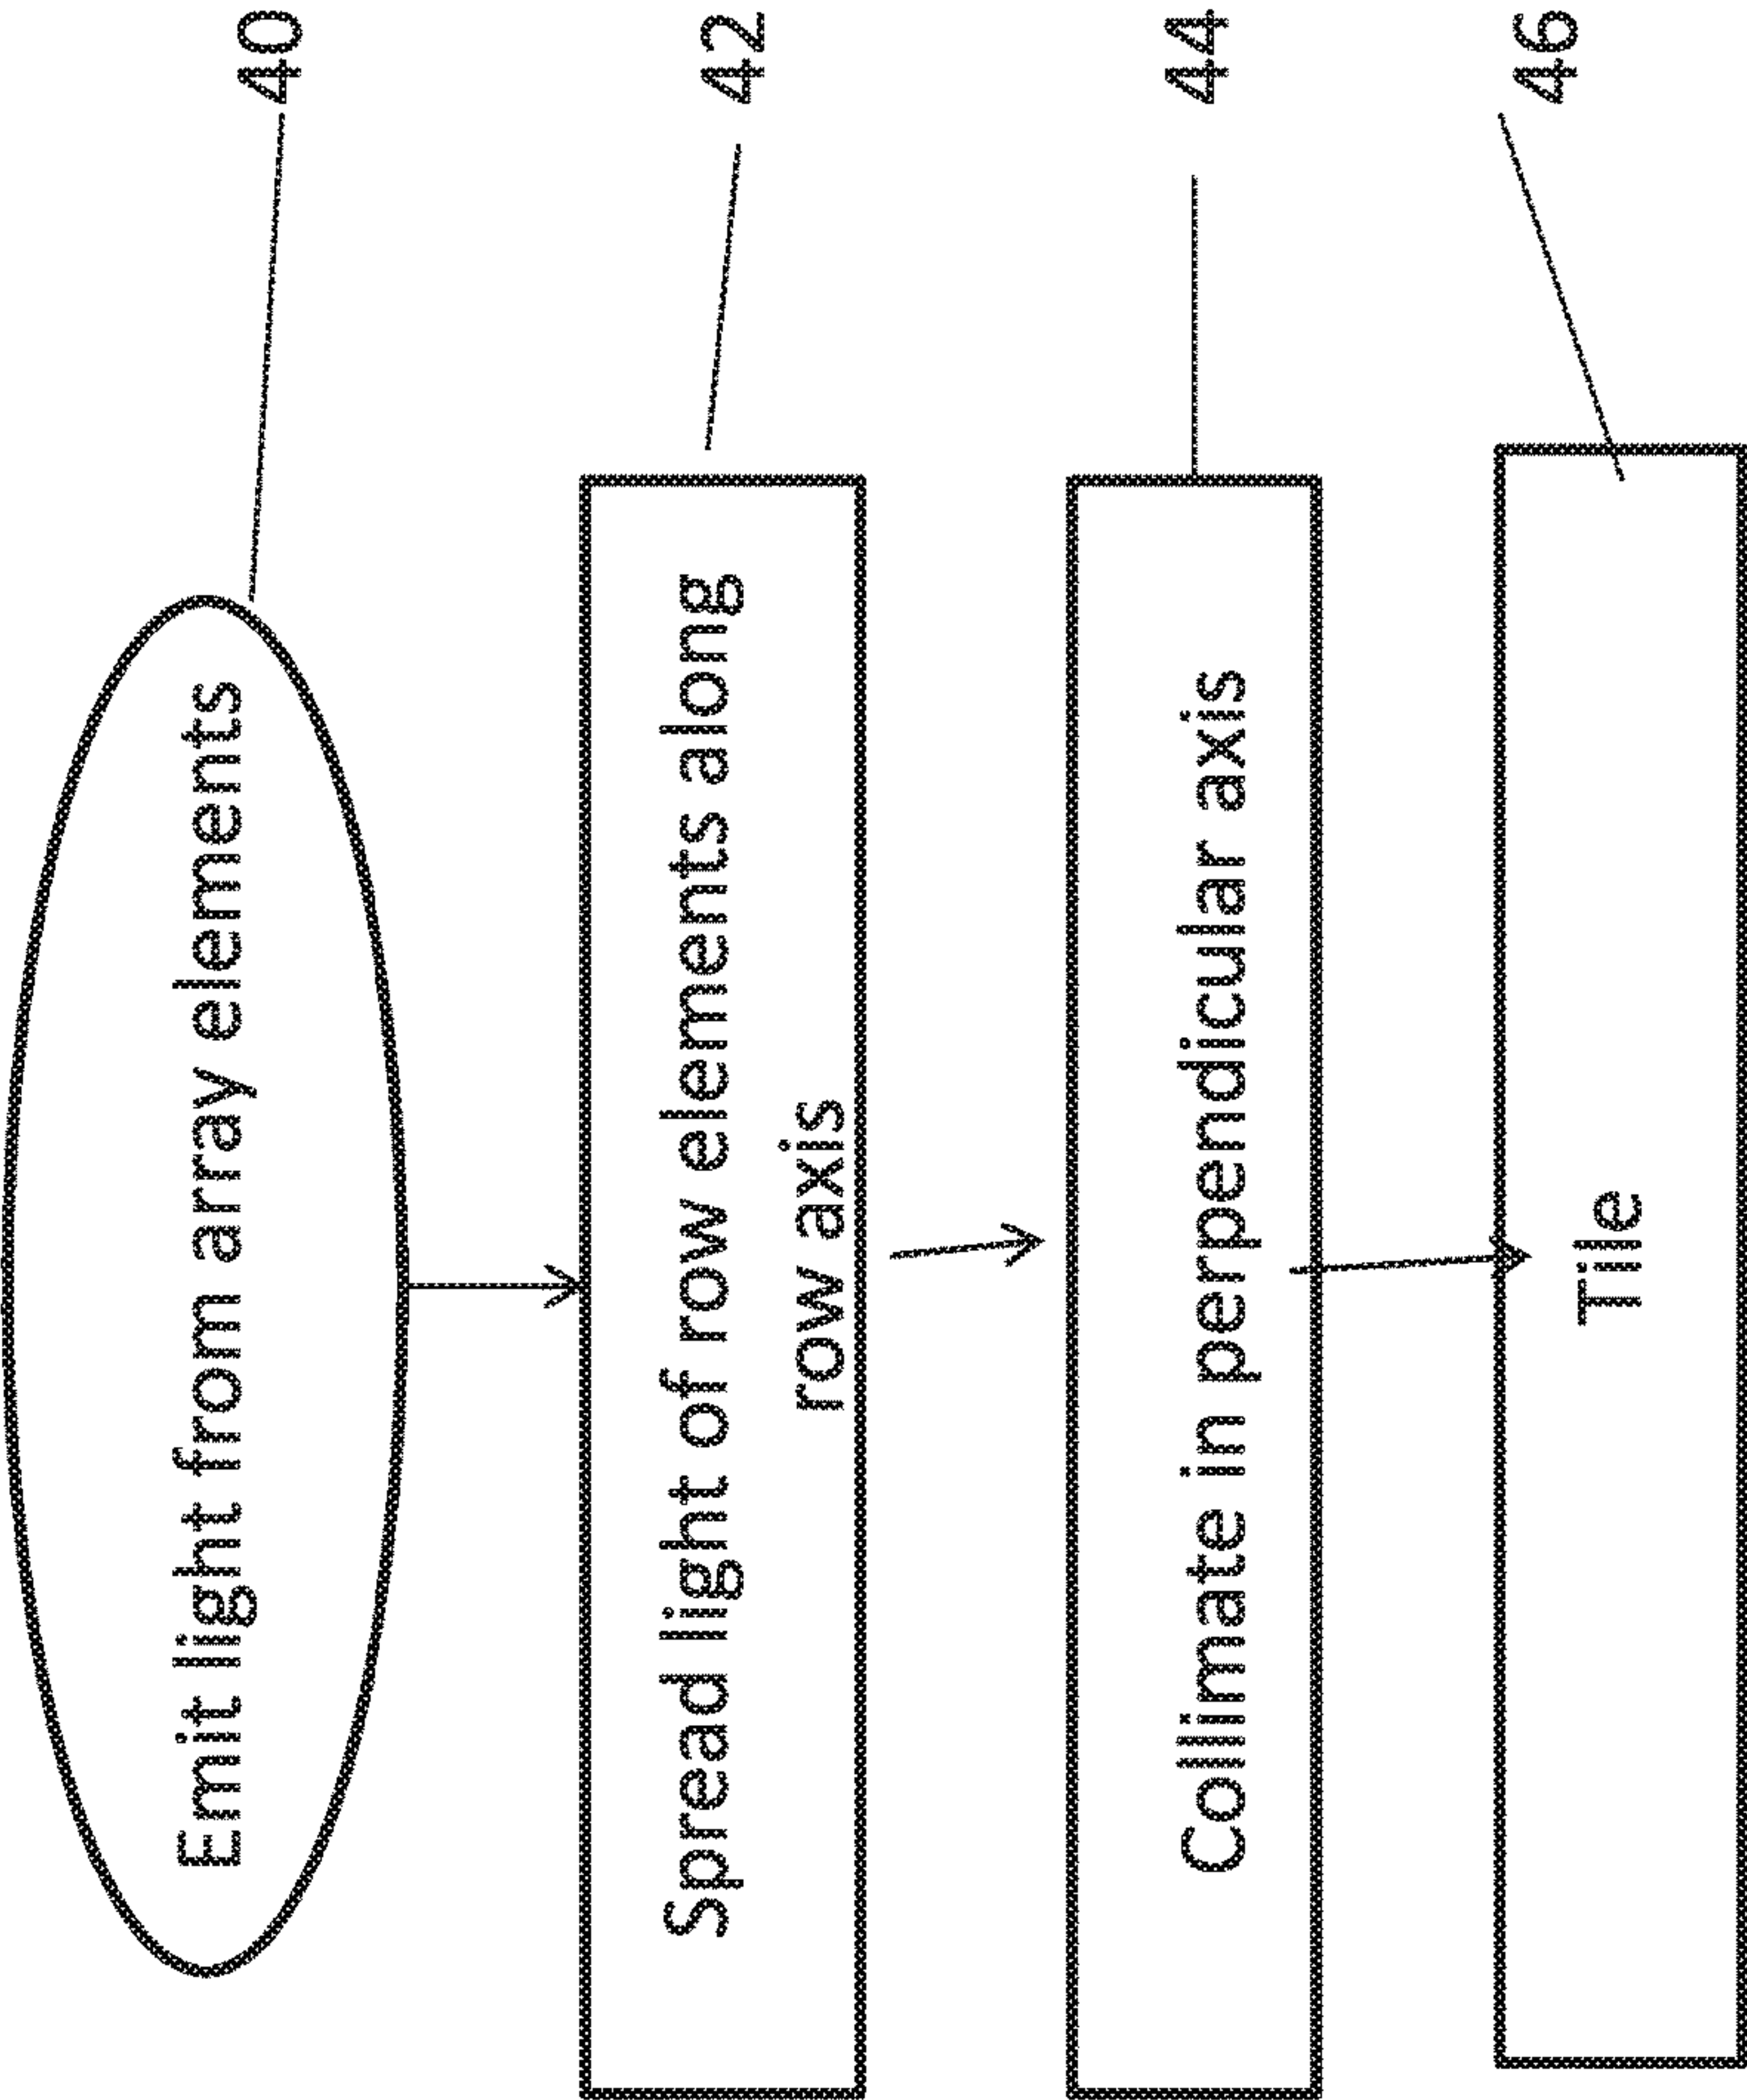 Emit light from array elements
40
Spread light of row elements along
row axis
42
Collimate in perpendicular axis
44
Tile
46